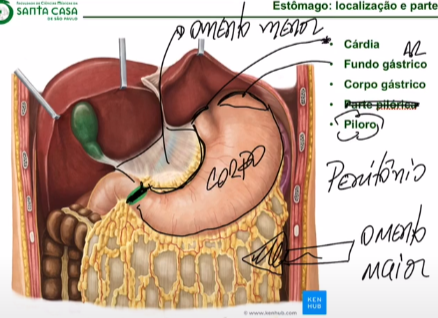 Faculdade de Ciências Médicas da
SANTA CASA
DE SÃO PAULO
Estômago: localização e parte
omento menor
• Cárdia
Fundo gástrico
• Corpo gástrico
• Parte pilórica
• Piloro
CORPO
Peritônio
omento
maior
KEN
HUB
© www.kenhub.com